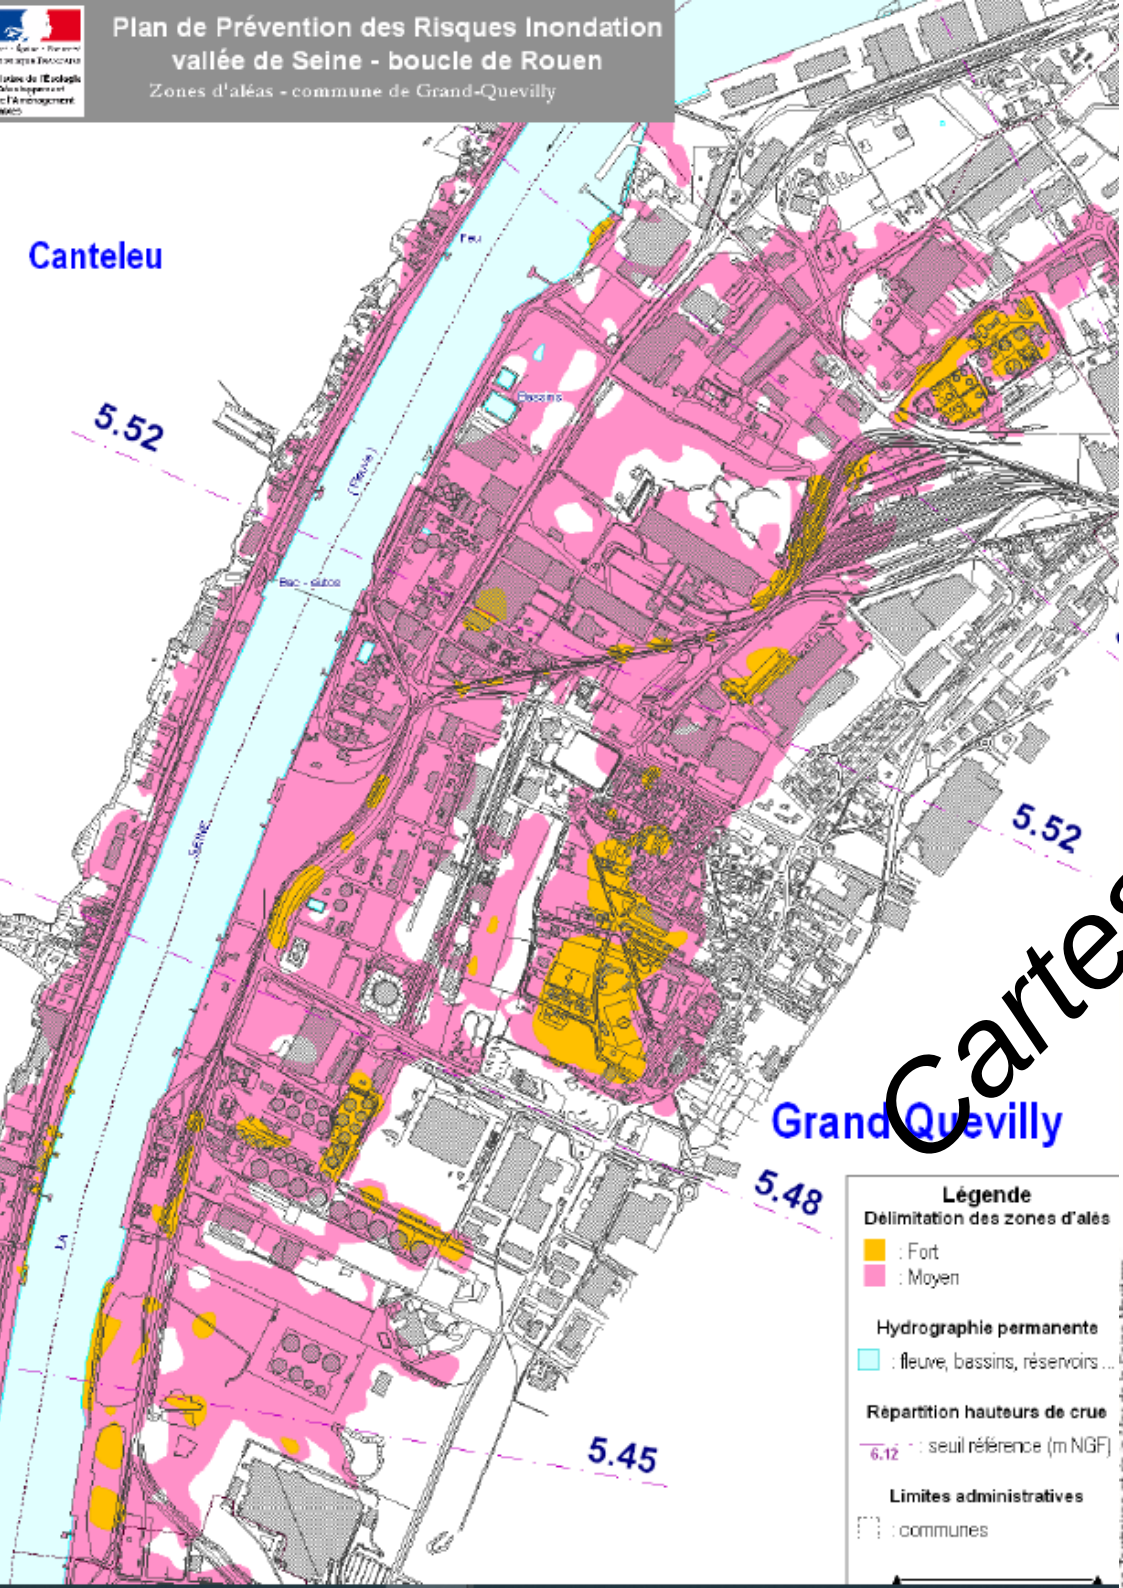 Plan de Prévention des Risques Inondation
vallée de Seine - boucle de Rouen
Zones d'aléas - commune de Grand-Quevilly
Canteleu
Feu
5.52
Bassins
(Fleuve)
Bac - autos
SEINE
5.52
Cartes
Grand Quevilly
5.48
LA
5.45
Légende
Délimitation des zones d'alés
: Fort
: Moyen
Hydrographie permanente
: fleuve, bassins, réservoirs ...
Répartition hauteurs de crue
6.12 : seuil référence (m NGF)
Limites administratives
: communes